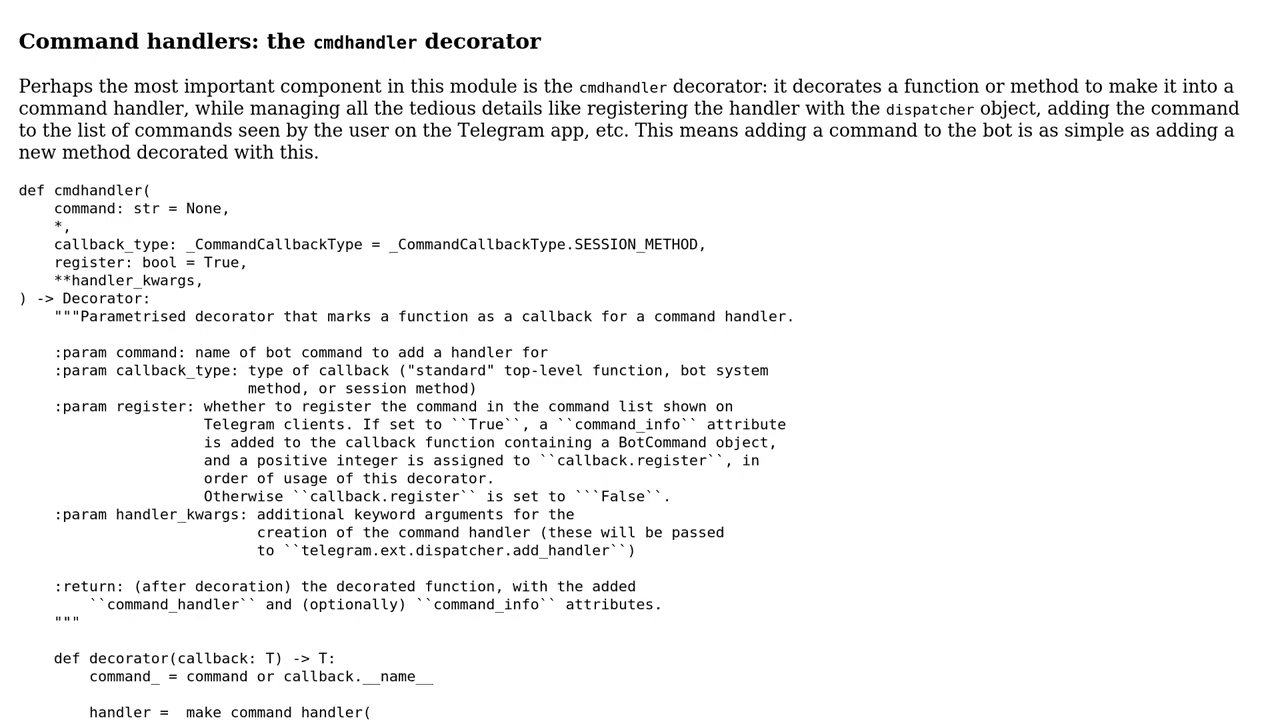 Command handlers: the cmdhandler decorator
Perhaps the most important component in this module is the cmdhandler decorator: it decorates a function or method to make it into a
command handler, while managing all the tedious details like registering the handler with the dispatcher object, adding the command
to the list of commands seen by the user on the Telegram app, etc. This means adding a command to the bot is as simple as adding a
new method decorated with this.
def cmdhandler(
    command: str = None,
    *,
    callback_type: _CommandCallbackType = _CommandCallbackType.SESSION_METHOD,
    register: bool = True,
    **handler_kwargs,
) -> Decorator:
    """Parametrised decorator that marks a function as a callback for a command handler.
    :param command: name of bot command to add a handler for
    :param callback_type: type of callback ("standard" top-level function, bot system
                          method, or session method)
    :param register: whether to register the command in the command list shown on
                     Telegram clients. If set to ``True``, a ``command_info`` attribute
                     is added to the callback function containing a BotCommand object,
                     and a positive integer is assigned to ``callback.register``, in
                     order of usage of this decorator.
                     Otherwise ``callback.register`` is set to ```False``.
    :param handler_kwargs: additional keyword arguments for the
                           creation of the command handler (these will be passed
                           to ``telegram.ext.dispatcher.add_handler``)
    :return: (after decoration) the decorated function, with the added
        ``command_handler`` and (optionally) ``command_info`` attributes.
    """
    def decorator(callback: T) -> T:
        command_ = command or callback.__name__
        handler = _make_command_handler(